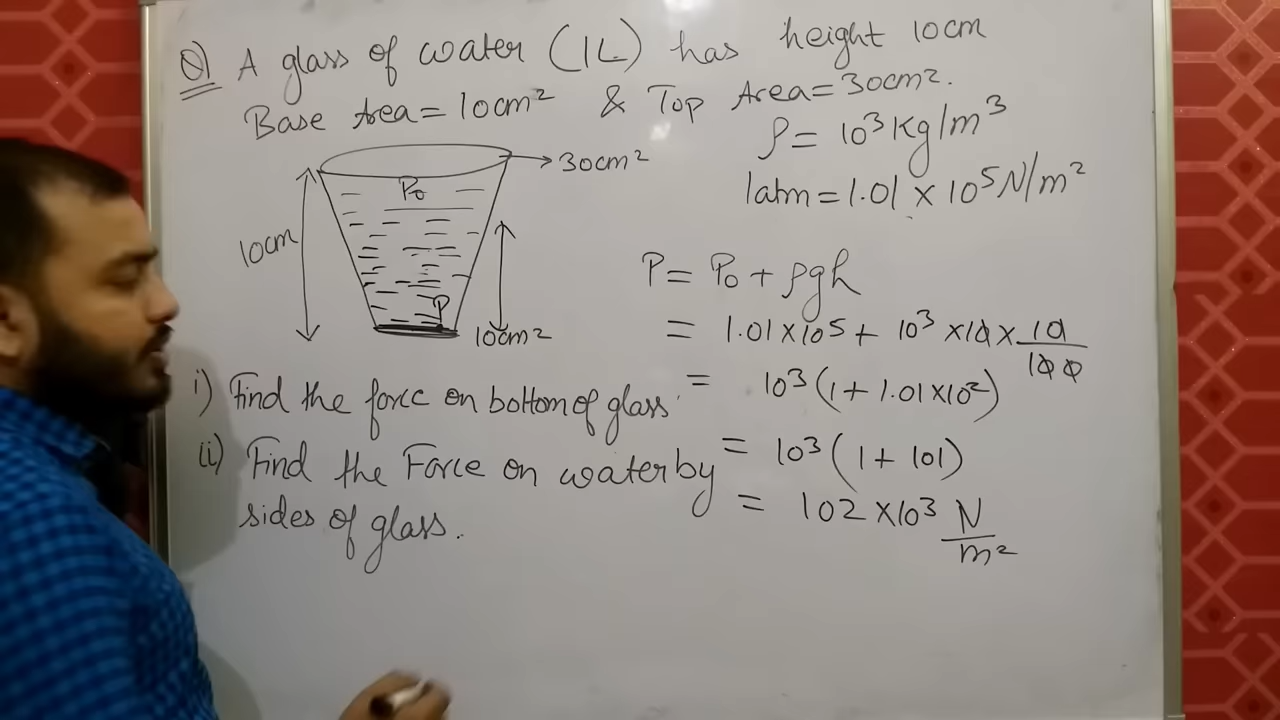 Q) A glass of water (1L) has height 10cm
Base Area = 10cm² & Top Area = 30cm².
ρ = 10³ Kg/m³
1atm = 1.01 × 10⁵ N/m²
30cm²
P₀
10cm
P
10cm²
P = P₀ + ρgh
= 1.01 × 10⁵ + 10³ × 10 × 10/100
= 10³ (1 + 1.01 × 10²)
= 10³ (1 + 101)
= 102 × 10³ N/m²
i) Find the force on bottom of glass
(ii) Find the Force on water by
sides of glass.